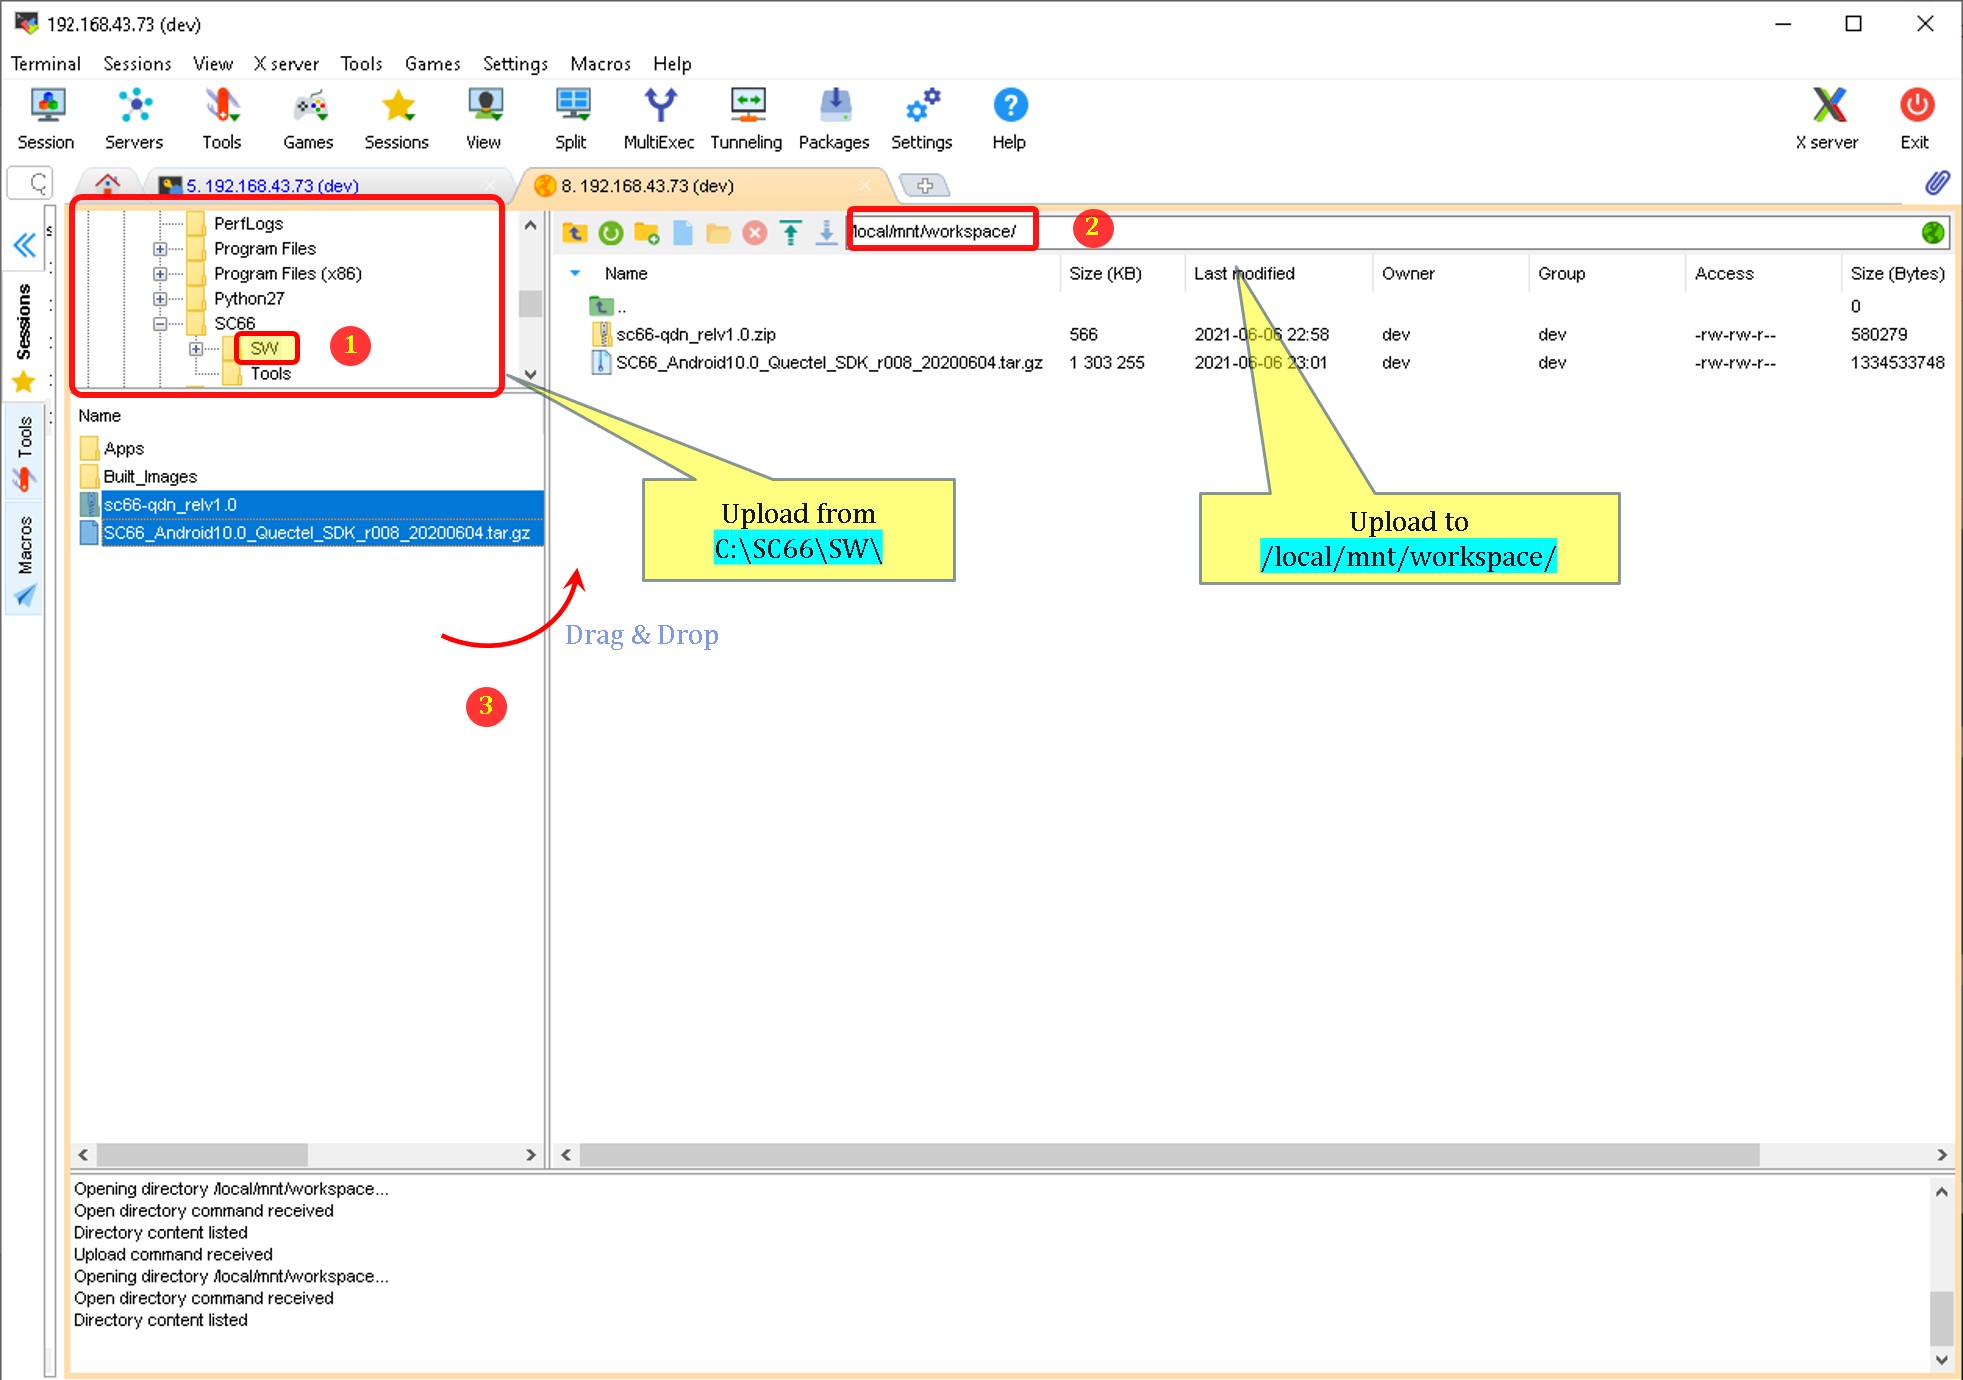 192.168.43.73 (dev)
Terminal Sessions View X server Tools Games Settings Macros Help
Session Servers Tools Games Sessions View Split MultiExec Tunneling Packages Settings Help X server Exit
5. 192.168.43.73 (dev) 8. 192.168.43.73 (dev)
Sessions
Tools
Macros
PerfLogs
Program Files
Program Files (x86)
Python27
SC66
SW
Tools
1
/local/mnt/workspace/
2
Name Size (KB) Last modified Owner Group Access Size (Bytes)
.. 0
sc66-qdn_relv1.0.zip 566 2021-06-06 22:58 dev dev -rw-rw-r-- 580279
SC66_Android10.0_Quectel_SDK_r008_20200604.tar.gz 1 303 255 2021-06-06 23:01 dev dev -rw-rw-r-- 1334533748
Name
Apps
Built_Images
sc66-qdn_relv1.0
SC66_Android10.0_Quectel_SDK_r008_20200604.tar.gz
Upload from
C:\SC66\SW\
Upload to
/local/mnt/workspace/
Drag & Drop
3
Opening directory /local/mnt/workspace...
Open directory command received
Directory content listed
Upload command received
Opening directory /local/mnt/workspace...
Open directory command received
Directory content listed